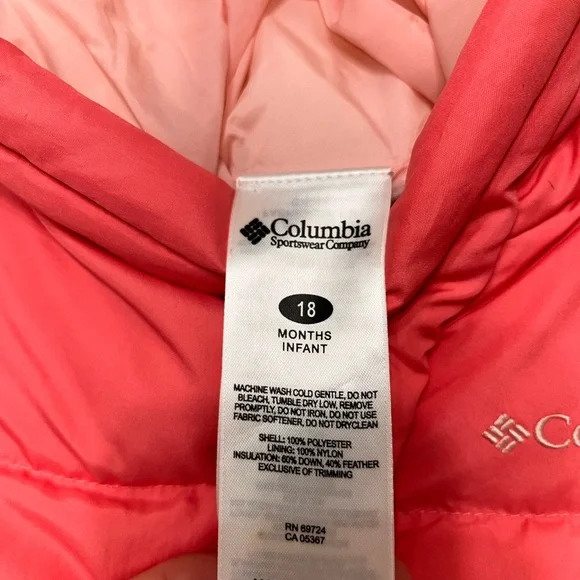 Columbia
Sportswear Company
18
MONTHS
INFANT
MACHINE WASH COLD GENTLE, DO NOT
BLEACH, TUMBLE DRY LOW, REMOVE
PROMPTLY, DO NOT IRON, DO NOT USE
FABRIC SOFTENER, DO NOT DRYCLEAN
SHELL: 100% POLYESTER
LINING: 100% NYLON
INSULATION: 60% DOWN, 40% FEATHER
EXCLUSIVE OF TRIMMING
RN 69724
CA 05367
Co